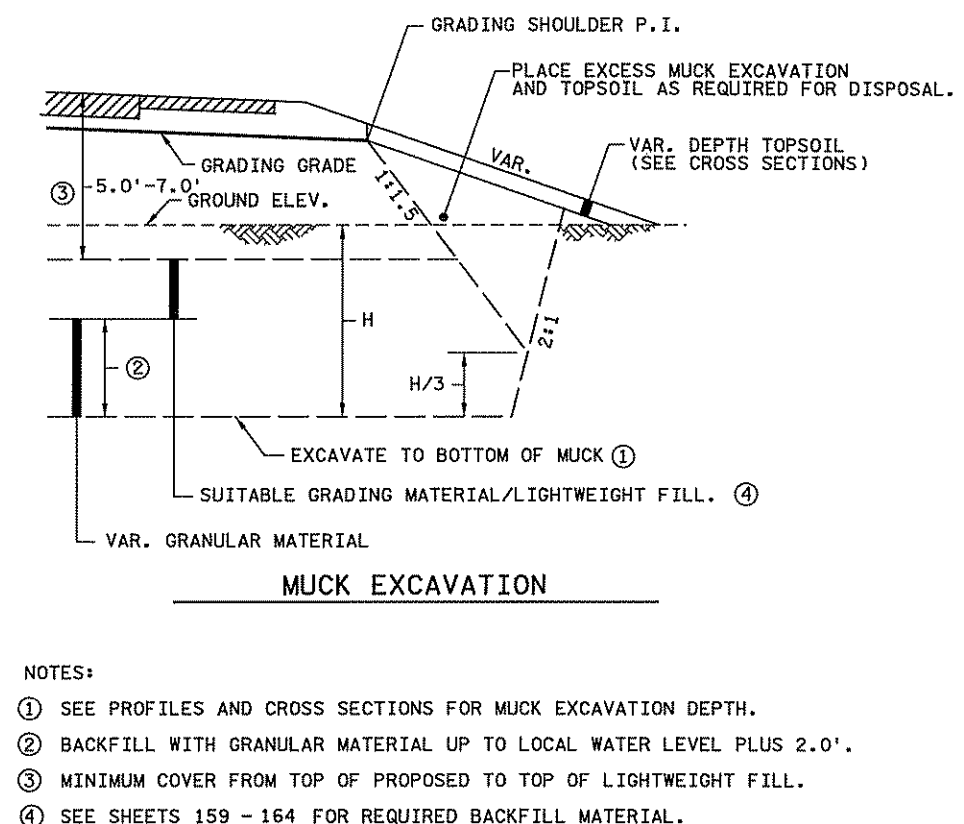 GRADING SHOULDER P.I.
PLACE EXCESS MUCK EXCAVATION
AND TOPSOIL AS REQUIRED FOR DISPOSAL.
VAR. DEPTH TOPSOIL
(SEE CROSS SECTIONS)
VAR.
GRADING GRADE
1:1.5
③
5.0'-7.0'
GROUND ELEV.
H
2:1
②
H/3
EXCAVATE TO BOTTOM OF MUCK ①
SUITABLE GRADING MATERIAL/LIGHTWEIGHT FILL. ④
VAR. GRANULAR MATERIAL
MUCK EXCAVATION
NOTES:
① SEE PROFILES AND CROSS SECTIONS FOR MUCK EXCAVATION DEPTH.
② BACKFILL WITH GRANULAR MATERIAL UP TO LOCAL WATER LEVEL PLUS 2.0'.
③ MINIMUM COVER FROM TOP OF PROPOSED TO TOP OF LIGHTWEIGHT FILL.
④ SEE SHEETS 159 - 164 FOR REQUIRED BACKFILL MATERIAL.